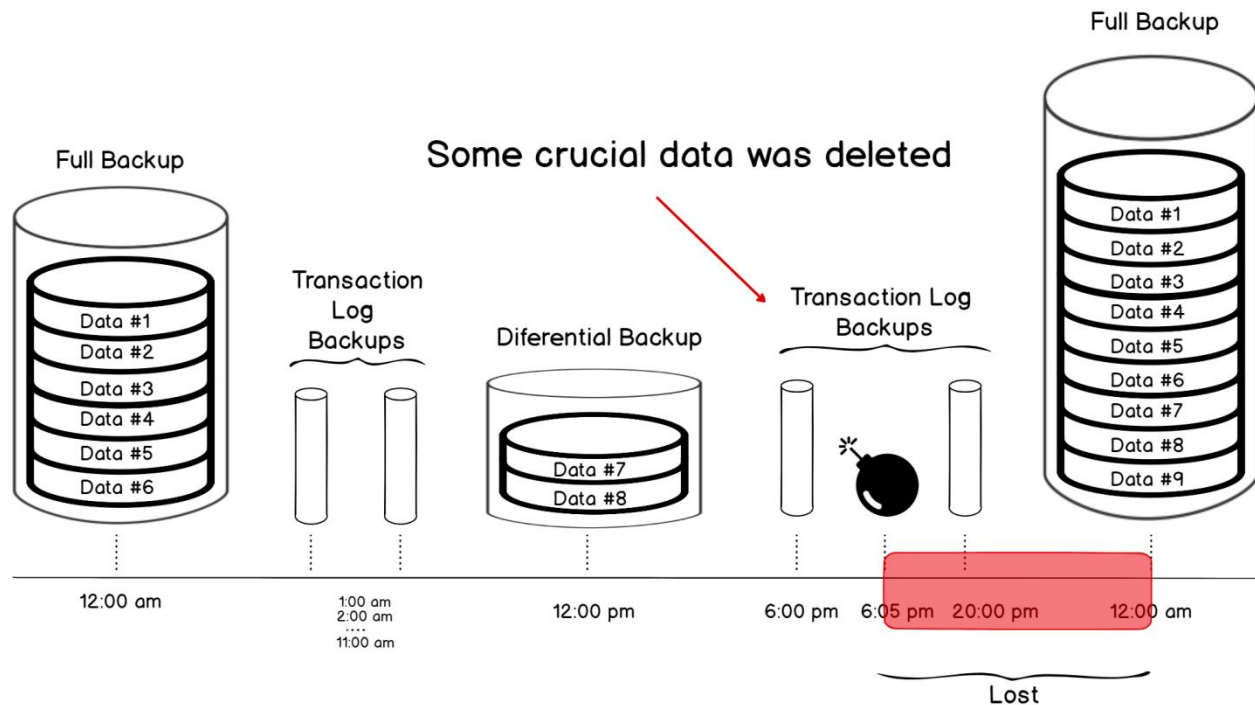 Full Backup
Full Backup
Some crucial data was deleted
Transaction
Log
Backups
Diferential Backup
Transaction Log
Backups
Data #1
Data #2
Data #3
Data #4
Data #5
Data #6
Data #7
Data #8
Data #1
Data #2
Data #3
Data #4
Data #5
Data #6
Data #7
Data #8
Data #9
12:00 am
1:00 am
2:00 am
.....
11:00 am
12:00 pm
6:00 pm
6:05 pm
20:00 pm
12:00 am
Lost